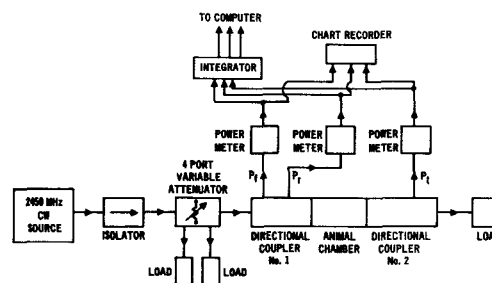 TO COMPUTER
CHART RECORDER
INTEGRATOR
POWER
METER
POWER
METER
POWER
METER
4 PORT
VARIABLE
ATTENUATOR
Pf
Pr
Pt
2450 MHz
CW
SOURCE
ISOLATOR
DIRECTIONAL
COUPLER
No. 1
ANIMAL
CHAMBER
DIRECTIONAL
COUPLER
No. 2
LOAD
LOAD
LOAD